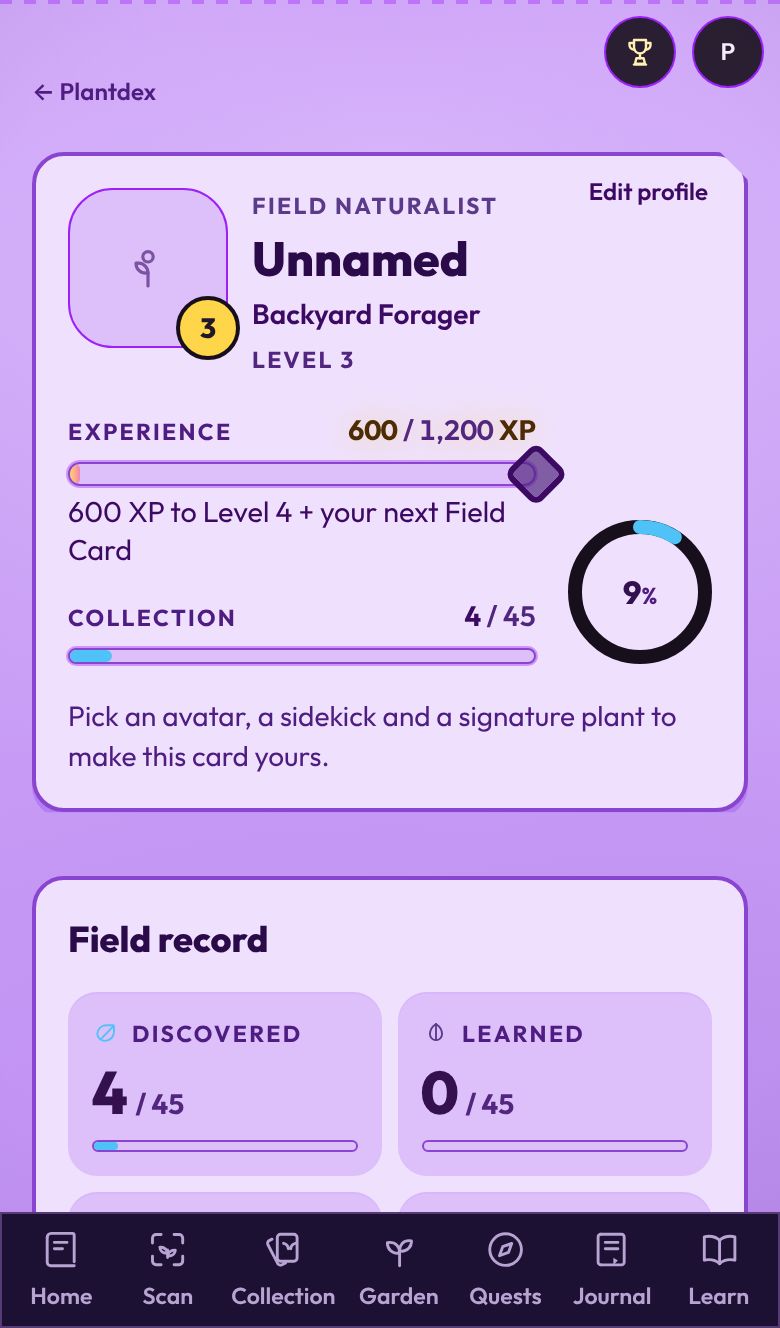 P
← Plantdex
Edit profile
FIELD NATURALIST
Unnamed
3
Backyard Forager
LEVEL 3
EXPERIENCE 600 / 1,200 XP
600 XP to Level 4 + your next Field
Card
9%
COLLECTION 4 / 45
Pick an avatar, a sidekick and a signature plant to
make this card yours.
Field record
DISCOVERED
4 / 45
LEARNED
0 / 45
Home Scan Collection Garden Quests Journal Learn